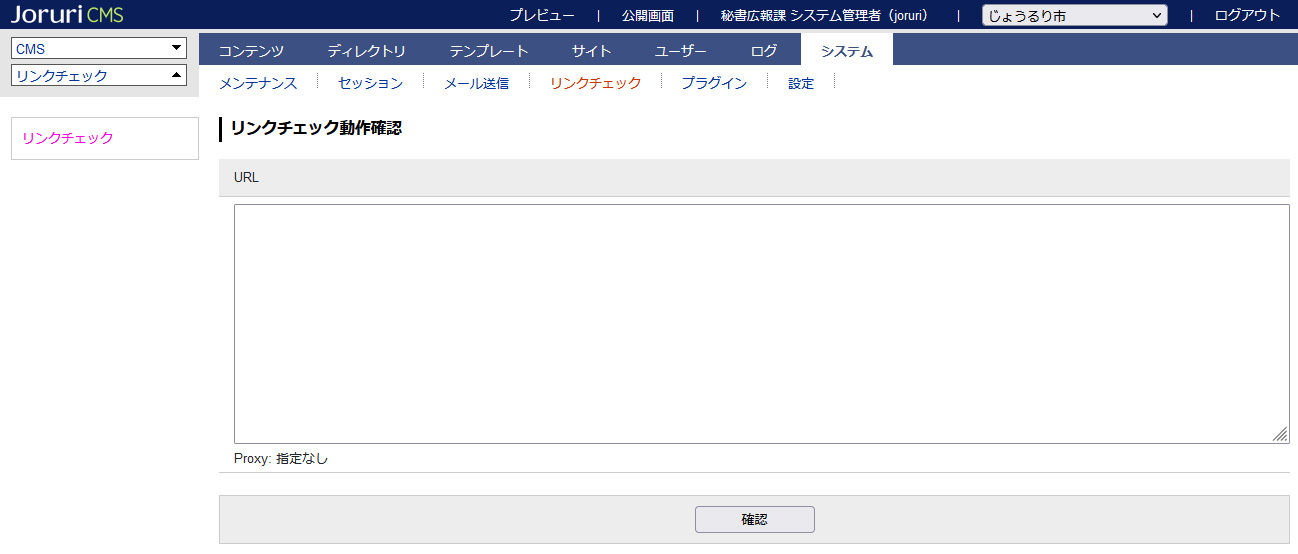 Joruri CMS
プレビュー | 公開画面 | 秘書広報課 システム管理者（joruri） | じょうるり市 | ログアウト
CMS
リンクチェック
コンテンツ ディレクトリ テンプレート サイト ユーザー ログ システム
メンテナンス セッション メール送信 リンクチェック プラグイン 設定
リンクチェック
リンクチェック動作確認
URL
Proxy: 指定なし
確認